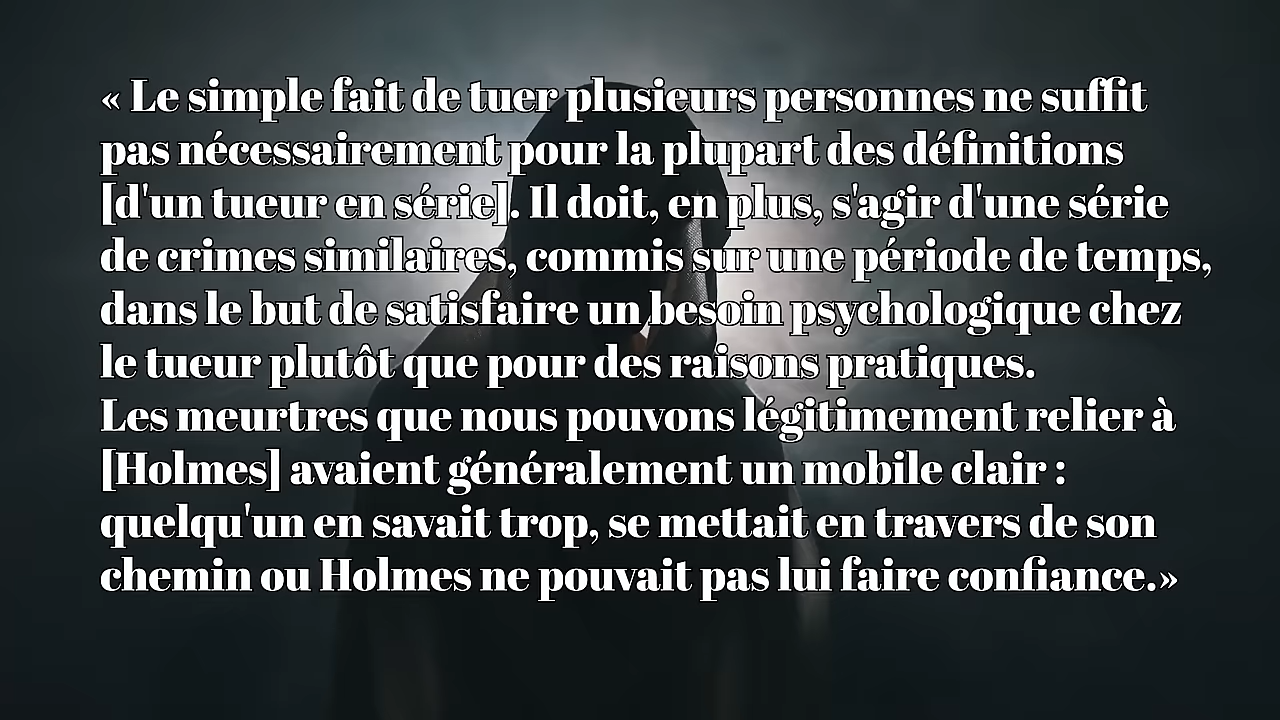 « Le simple fait de tuer plusieurs personnes ne suffit
pas nécessairement pour la plupart des définitions
[d'un tueur en série]. Il doit, en plus, s'agir d'une série
de crimes similaires, commis sur une période de temps,
dans le but de satisfaire un besoin psychologique chez
le tueur plutôt que pour des raisons pratiques.
Les meurtres que nous pouvons légitimement relier à
[Holmes] avaient généralement un mobile clair :
quelqu'un en savait trop, se mettait en travers de son
chemin ou Holmes ne pouvait pas lui faire confiance.»